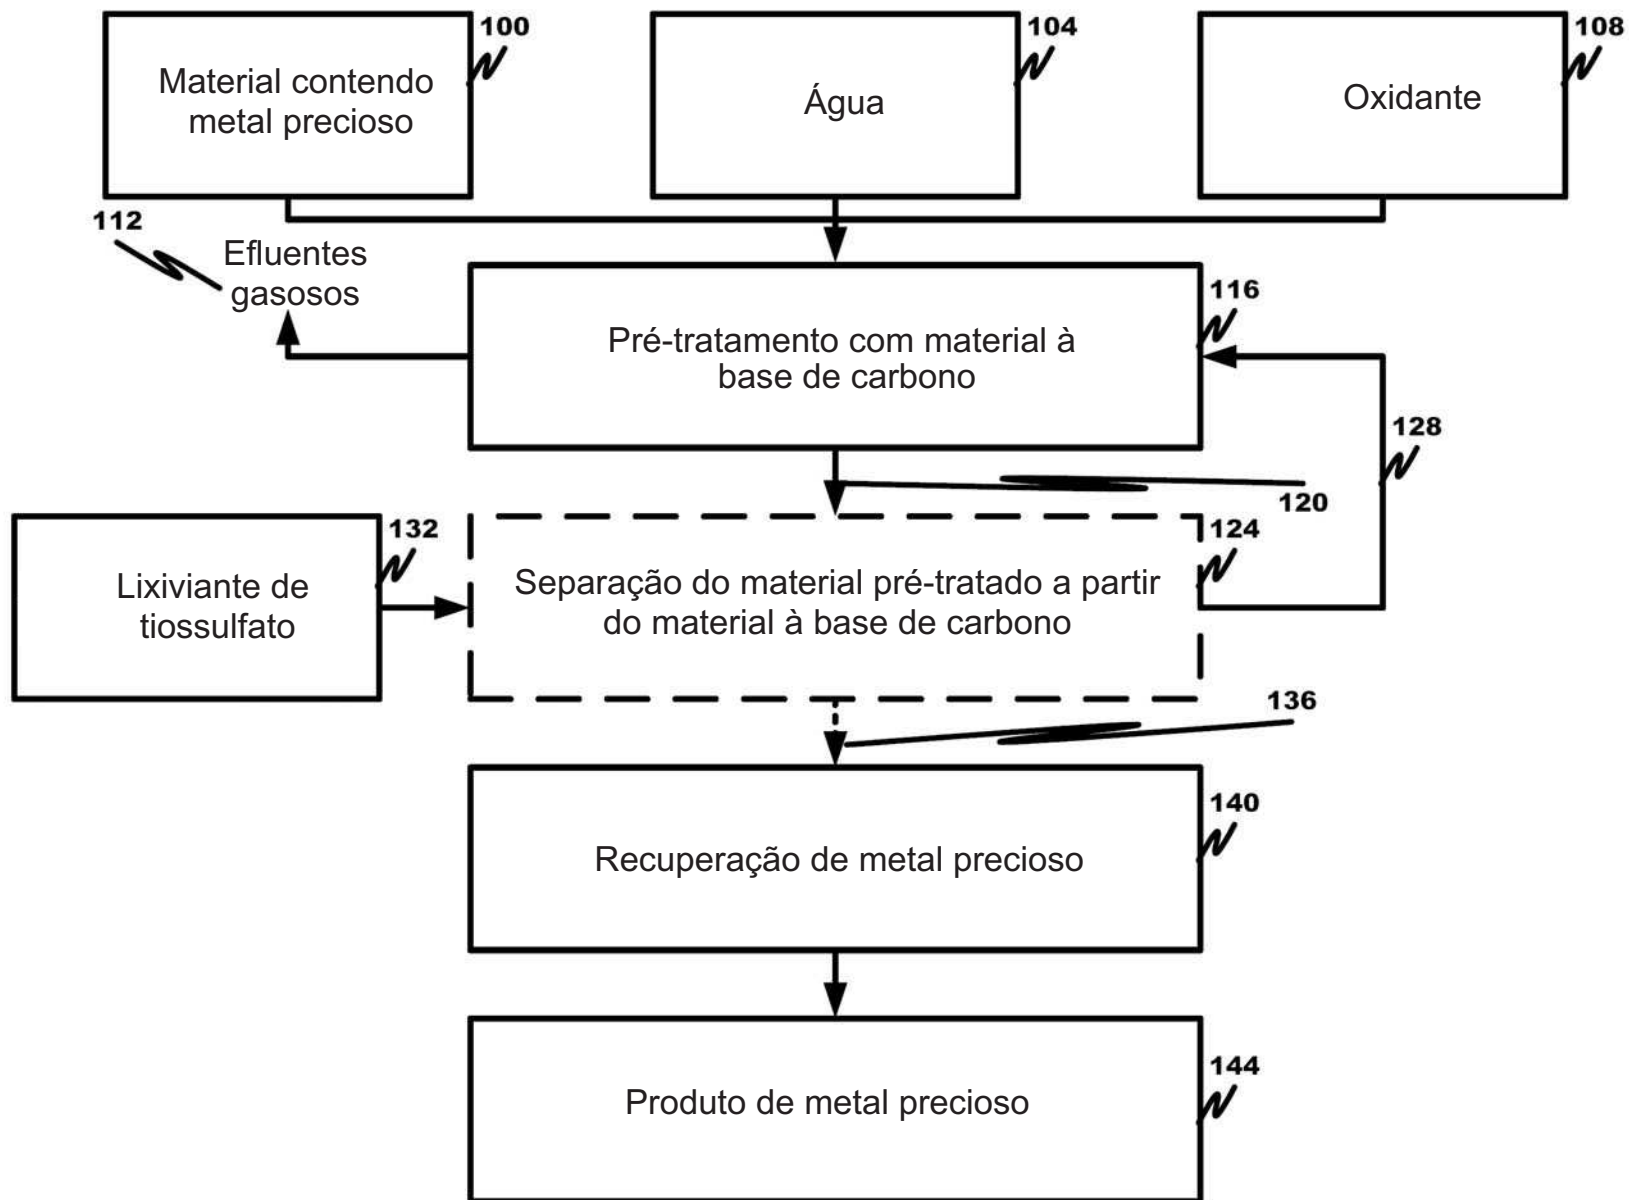 100
Material contendo
metal precioso
104
Água
108
Oxidante
112
Efluentes
gasosos
116
Pré-tratamento com material à
base de carbono
128
120
132
Lixiviante de
tiossulfato
124
Separação do material pré-tratado a partir
do material à base de carbono
136
140
Recuperação de metal precioso
144
Produto de metal precioso